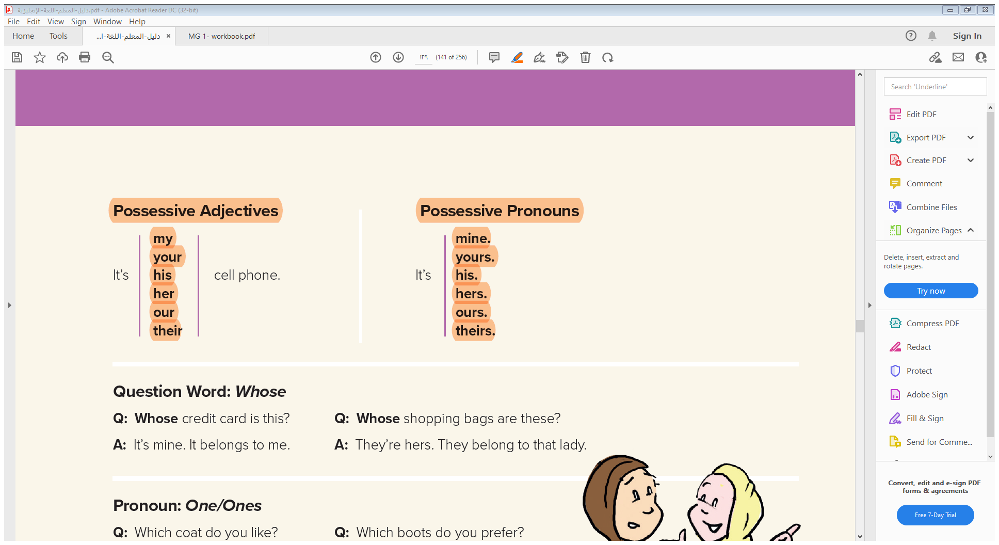 دليل-المعلم-اللغة-الإنجليزية.pdf - Adobe Acrobat Reader DC (32-bit)
File Edit View Sign Window Help
Home Tools دليل-المعلم-اللغة-ا... × MG 1- workbook.pdf Sign In
١٢٩ (141 of 256)
Search 'Underline'
Edit PDF
Export PDF
Create PDF
Comment
Combine Files
Organize Pages
Delete, insert, extract and
rotate pages.
Try now
Compress PDF
Redact
Protect
Adobe Sign
Fill & Sign
Send for Comme...
Convert, edit and e-sign PDF
forms & agreements
Free 7-Day Trial
Possessive Adjectives
It's
my
your
his
her
our
their
cell phone.
Possessive Pronouns
It's
mine.
yours.
his.
hers.
ours.
theirs.
Question Word: Whose
Q: Whose credit card is this?
A: It's mine. It belongs to me.
Q: Whose shopping bags are these?
A: They're hers. They belong to that lady.
Pronoun: One/Ones
Q: Which coat do you like?
Q: Which boots do you prefer?